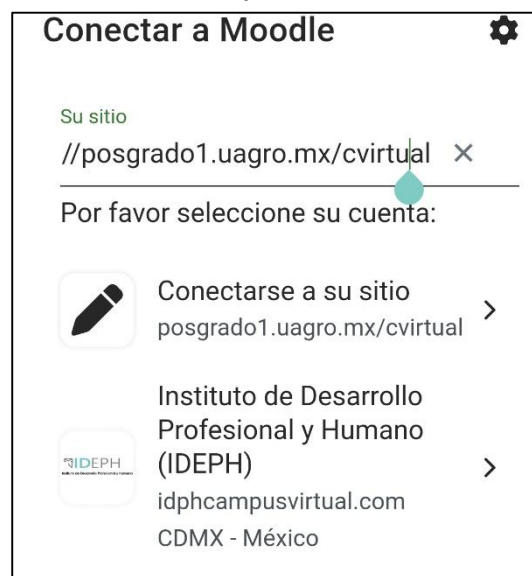 Conectar a Moodle
Su sitio
//posgrado1.uagro.mx/cvirtual
Por favor seleccione su cuenta:
Conectarse a su sitio
posgrado1.uagro.mx/cvirtual
Instituto de Desarrollo
Profesional y Humano
(IDEPH)
IDEPH
idphcampusvirtual.com
CDMX - México